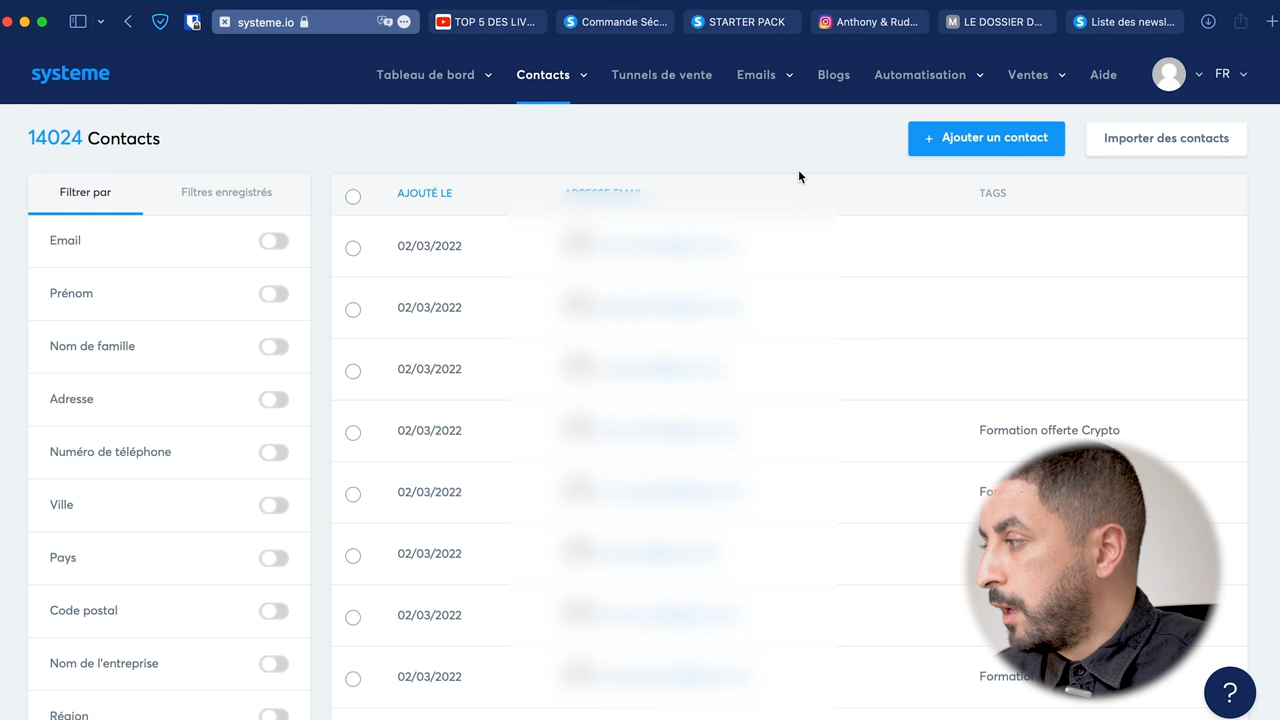 systeme.io
TOP 5 DES LIV...
Commande Séc...
STARTER PACK
Anthony & Rud...
LE DOSSIER D...
Liste des newsl...
systeme
Tableau de bord
Contacts
Tunnels de vente
Emails
Blogs
Automatisation
Ventes
Aide
FR
14024 Contacts
+ Ajouter un contact
Importer des contacts
Filtrer par
Filtres enregistrés
AJOUTÉ LE
ADRESSE EMAIL
TAGS
Email
02/03/2022
Prénom
02/03/2022
Nom de famille
02/03/2022
Adresse
02/03/2022
Formation offerte Crypto
Numéro de téléphone
02/03/2022
Ville
02/03/2022
Pays
02/03/2022
Code postal
02/03/2022
Nom de l'entreprise
Région
?